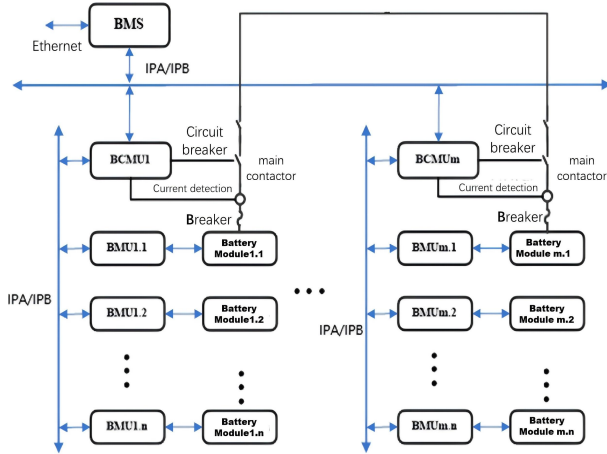 BMS
Ethernet
IPA/IPB
Circuit
breaker
BCMU1
main
contactor
Current detection
Breaker
BMU1.1
Battery
Module1.1
IPA/IPB
BMU1.2
Battery
Module1.2
BMU1.n
Battery
Module1.n
Circuit
breaker
BCMUm
main
contactor
Current detection
Breaker
BMUm.1
Battery
Module m.1
IPA/IPB
BMUm.2
Battery
Module m.2
BMUm.n
Battery
Module m.n